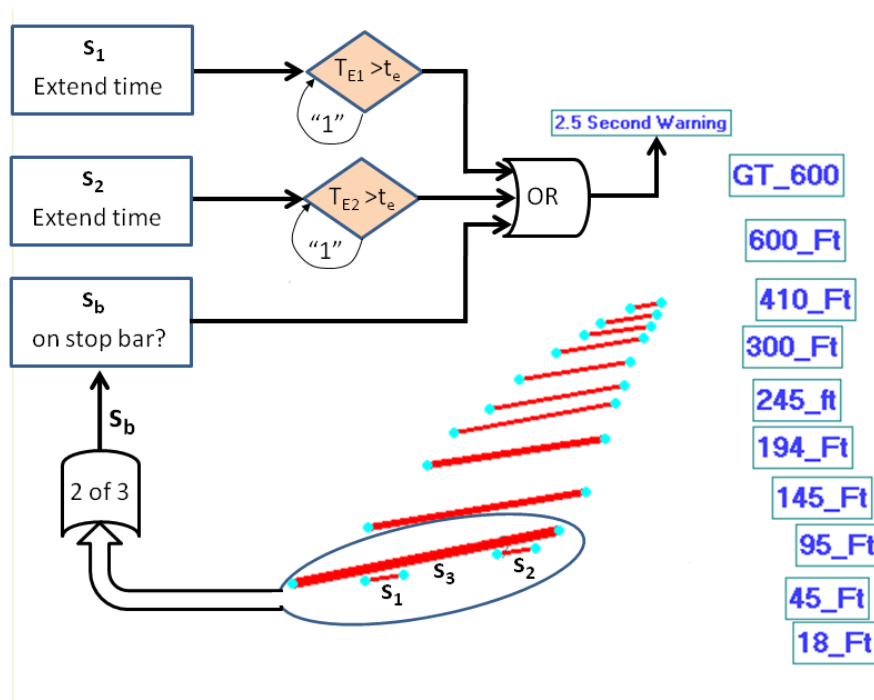 S1
Extend time
TE1 >te
"1"
2.5 Second Warning
S2
Extend time
TE2 >te
"1"
OR
GT_600
600_Ft
Sb
on stop bar?
410_Ft
300_Ft
245_ft
194_Ft
145_Ft
95_Ft
45_Ft
18_Ft
Sb
2 of 3
S1
S3
S2